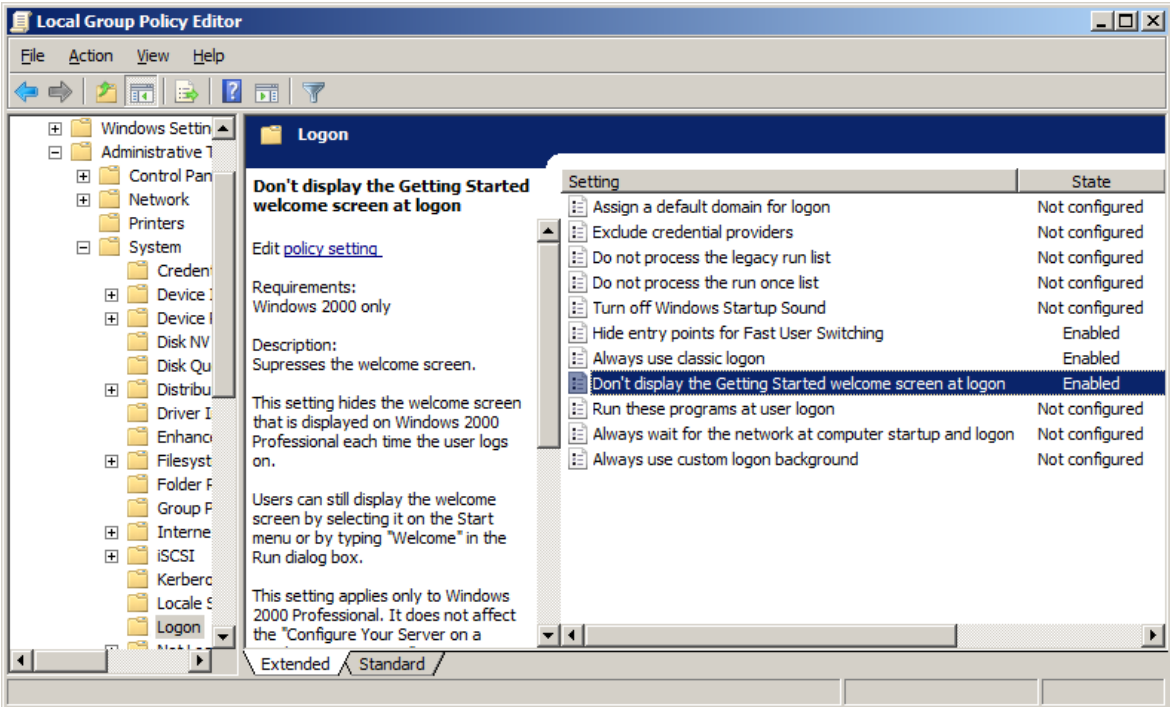 Local Group Policy Editor
File Action View Help
Windows Settin
Administrative T
Control Pan
Network
Printers
System
Creden
Device I
Device
Disk NV
Disk Qu
Distribu
Driver I
Enhanc
Filesyst
Folder
Group P
Interne
iSCSI
Kerbero
Locale S
Logon
Logon
Don't display the Getting Started
welcome screen at logon
Edit policy setting
Requirements:
Windows 2000 only
Description:
Supresses the welcome screen.
This setting hides the welcome screen
that is displayed on Windows 2000
Professional each time the user logs
on.
Users can still display the welcome
screen by selecting it on the Start
menu or by typing "Welcome" in the
Run dialog box.
This setting applies only to Windows
2000 Professional. It does not affect
the "Configure Your Server on a
Setting State
Assign a default domain for logon Not configured
Exclude credential providers Not configured
Do not process the legacy run list Not configured
Do not process the run once list Not configured
Turn off Windows Startup Sound Not configured
Hide entry points for Fast User Switching Enabled
Always use classic logon Enabled
Don't display the Getting Started welcome screen at logon Enabled
Run these programs at user logon Not configured
Always wait for the network at computer startup and logon Not configured
Always use custom logon background Not configured
Extended Standard